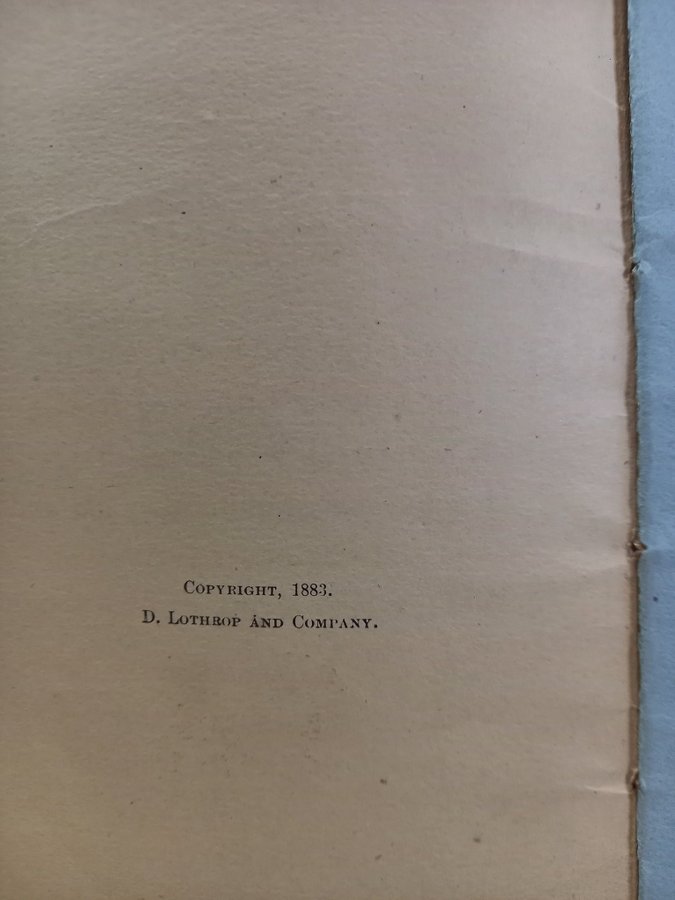 Copyright, 1883.
D. Lothrop and Company.